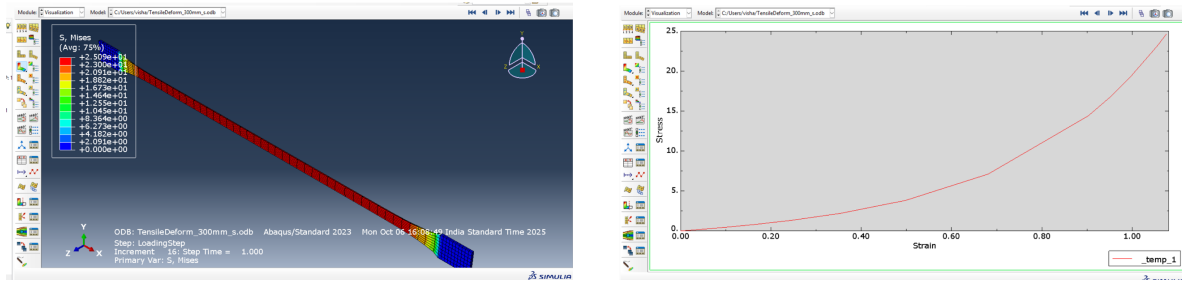 Module: Visualization Model: C:/Users/visha/TensileDeform_300mm_s.odb
S, Mises
(Avg: 75%)
+2.509e+01
+2.300e+01
+2.091e+01
+1.882e+01
+1.673e+01
+1.464e+01
+1.255e+01
+1.045e+01
+8.364e+00
+6.273e+00
+4.182e+00
+2.091e+00
+0.000e+00
Y
Z
X
Y
Z
X
ODB: TensileDeform_300mm_s.odb Abaqus/Standard 2023 Mon Oct 06 16:08:49 India Standard Time 2025
Step: LoadingStep
Increment 16: Step Time = 1.000
Primary Var: S, Mises
SIMULIA
Module: Visualization Model: C:/Users/visha/TensileDeform_300mm_s.odb
25.
20.
15.
10.
5.
0.
Stress
0.00 0.20 0.40 0.60 0.80 1.00
Strain
_temp_1
SIMULIA